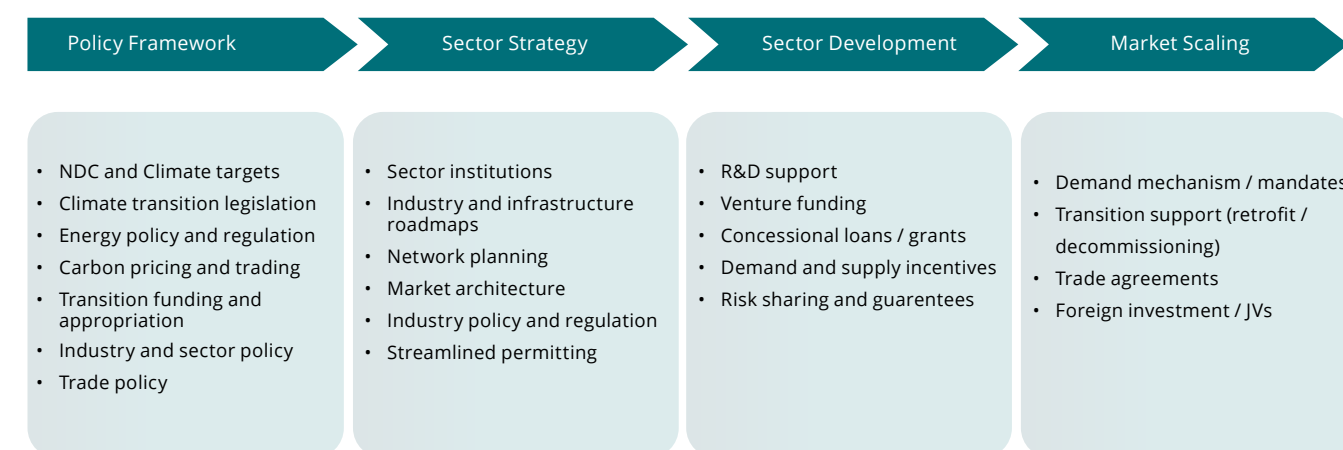 Policy Framework
Sector Strategy
Sector Development
Market Scaling
• NDC and Climate targets
• Climate transition legislation
• Energy policy and regulation
• Carbon pricing and trading
• Transition funding and
appropriation
• Industry and sector policy
• Trade policy
• Sector institutions
• Industry and infrastructure
roadmaps
• Network planning
• Market architecture
• Industry policy and regulation
• Streamlined permitting
• R&D support
• Venture funding
• Concessional loans / grants
• Demand and supply incentives
• Risk sharing and guarentees
• Demand mechanism / mandates
• Transition support (retrofit /
decommissioning)
• Trade agreements
• Foreign investment / JVs